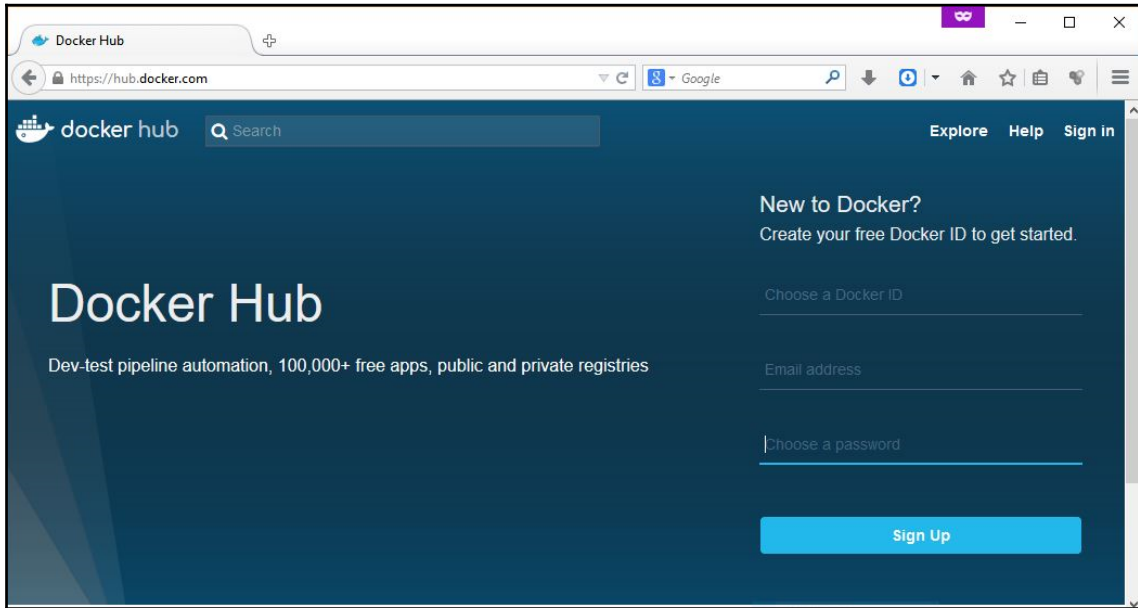 Docker Hub
https://hub.docker.com
8 Google
docker hub
Search
Explore Help Sign in
New to Docker?
Create your free Docker ID to get started.
Choose a Docker ID
Docker Hub
Dev-test pipeline automation, 100,000+ free apps, public and private registries
Email address
Choose a password
Sign Up